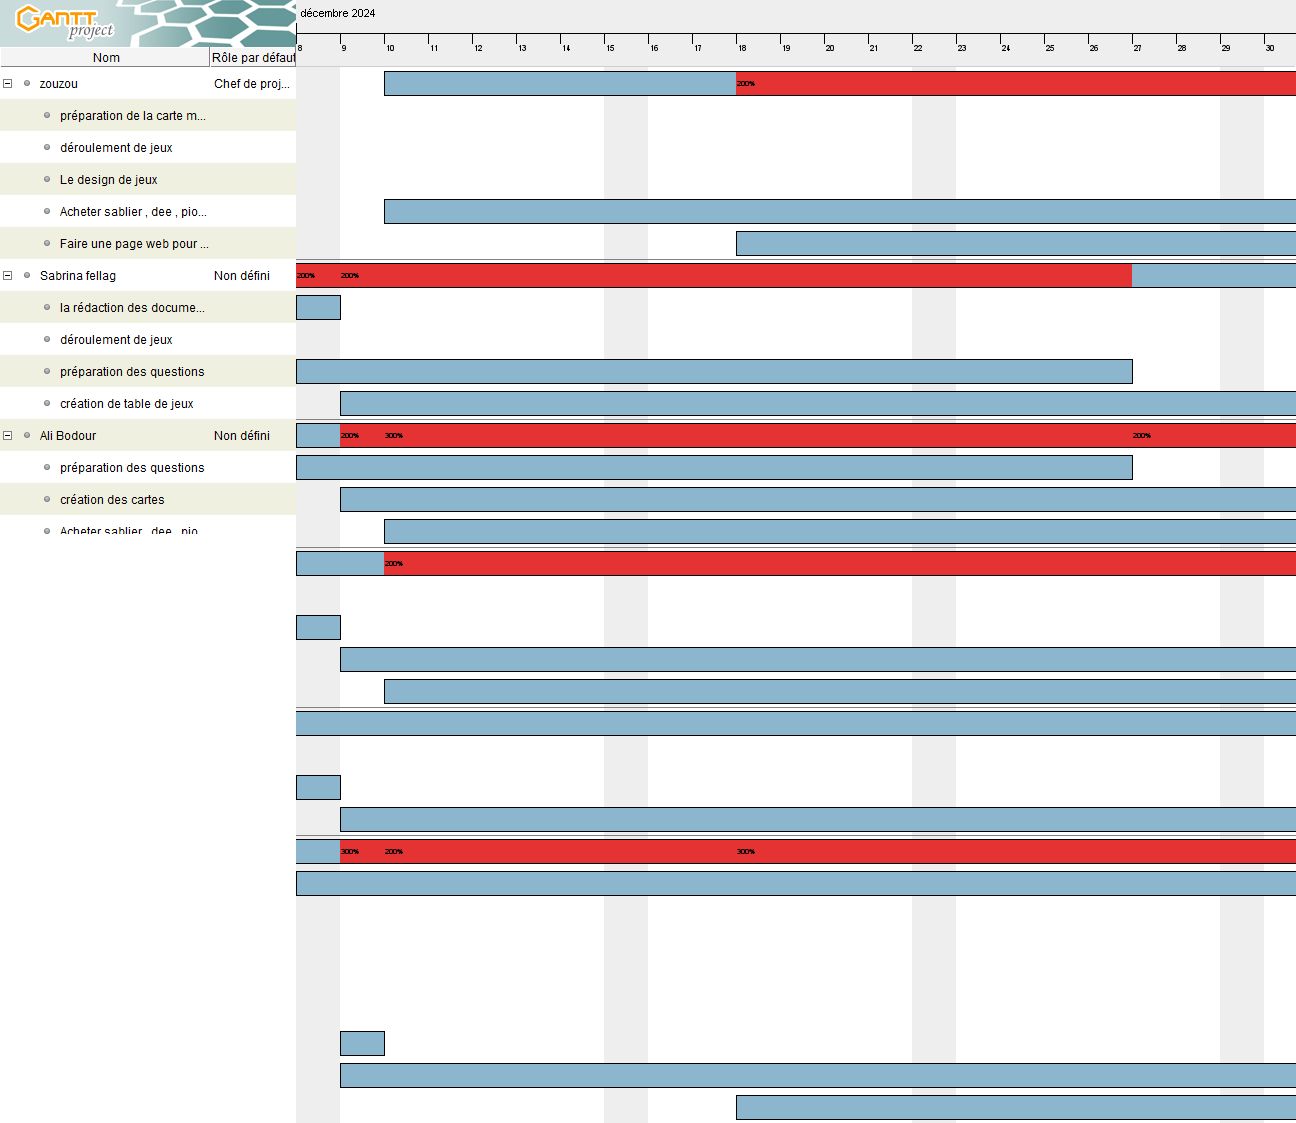 GANTT
project
décembre 2024
8 9 10 11 12 13 14 15 16 17 18 19 20 21 22 23 24 25 26 27 28 29 30
Nom Rôle par défaut
zouzou Chef de proj... 200%
préparation de la carte m...
déroulement de jeux
Le design de jeux
Acheter sablier , dee , pio...
Faire une page web pour ...
Sabrina fellag Non défini 200% 200%
la rédaction des docume...
déroulement de jeux
préparation des questions
création de table de jeux
Ali Bodour Non défini 200% 300% 200%
préparation des questions
création des cartes
Acheter sablier , dee , pio
200%
300% 200% 300%